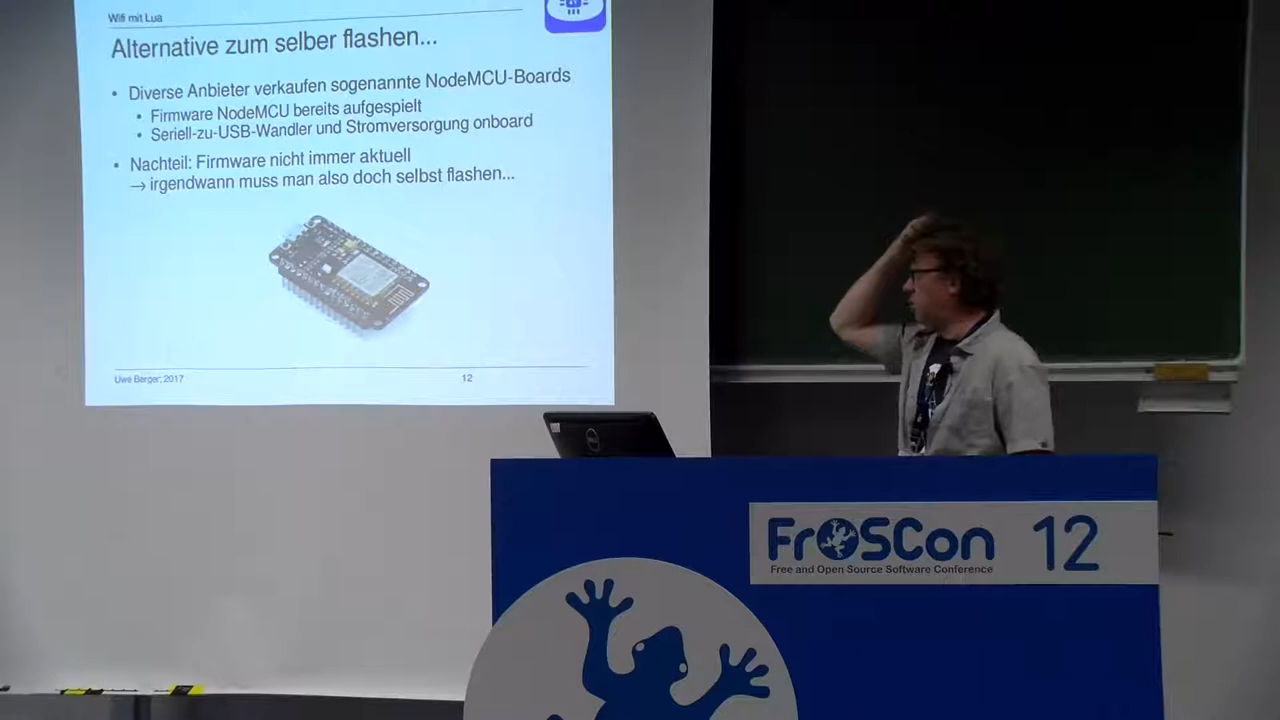 Wifi mit Lua
Alternative zum selber flashen...
• Diverse Anbieter verkaufen sogenannte NodeMCU-Boards
• Firmware NodeMCU bereits aufgespielt
• Seriell-zu-USB-Wandler und Stromversorgung onboard
• Nachteil: Firmware nicht immer aktuell
→ irgendwann muss man also doch selbst flashen...
Uwe Berger; 2017
12
DELL
FrOSCon 12
Free and Open Source Software Conference